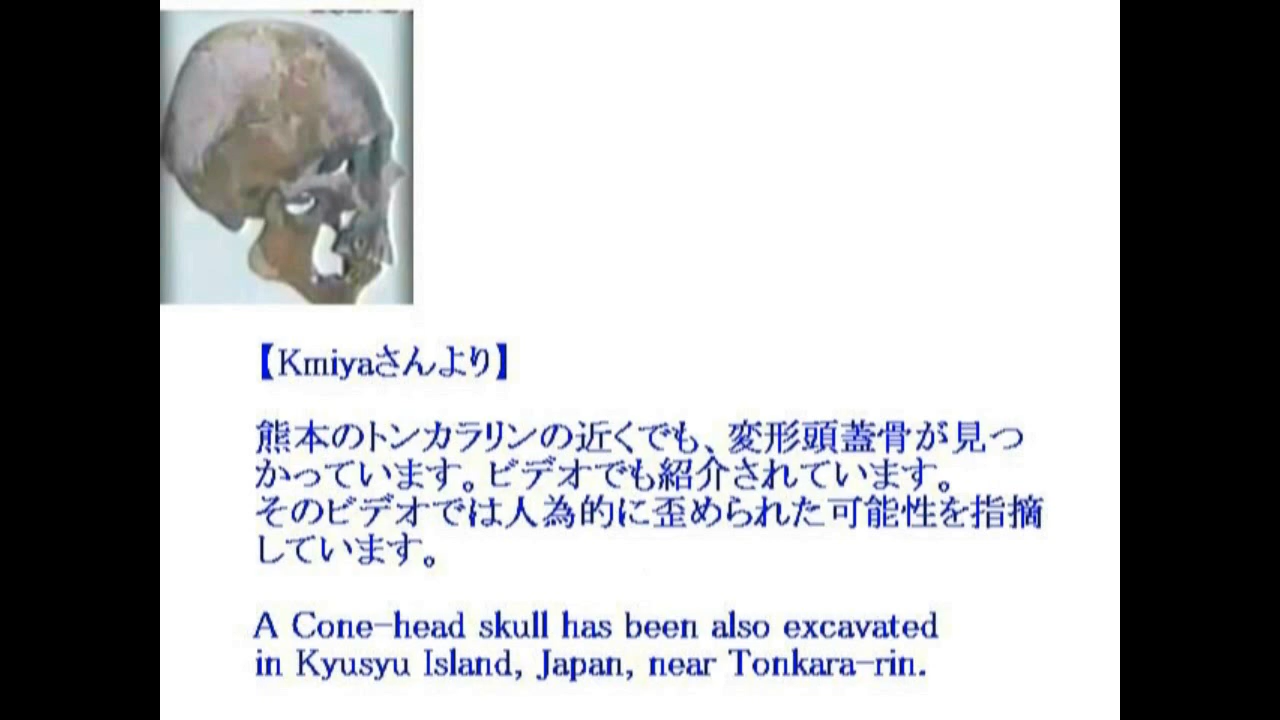 【Kmiyaさんより】
熊本のトンカラリンの近くでも、変形頭蓋骨が見つ
かっています。ビデオでも紹介されています。
そのビデオでは人為的に歪められた可能性を指摘
しています。
A Cone-head skull has been also excavated
in Kyusyu Island, Japan, near Tonkara-rin.